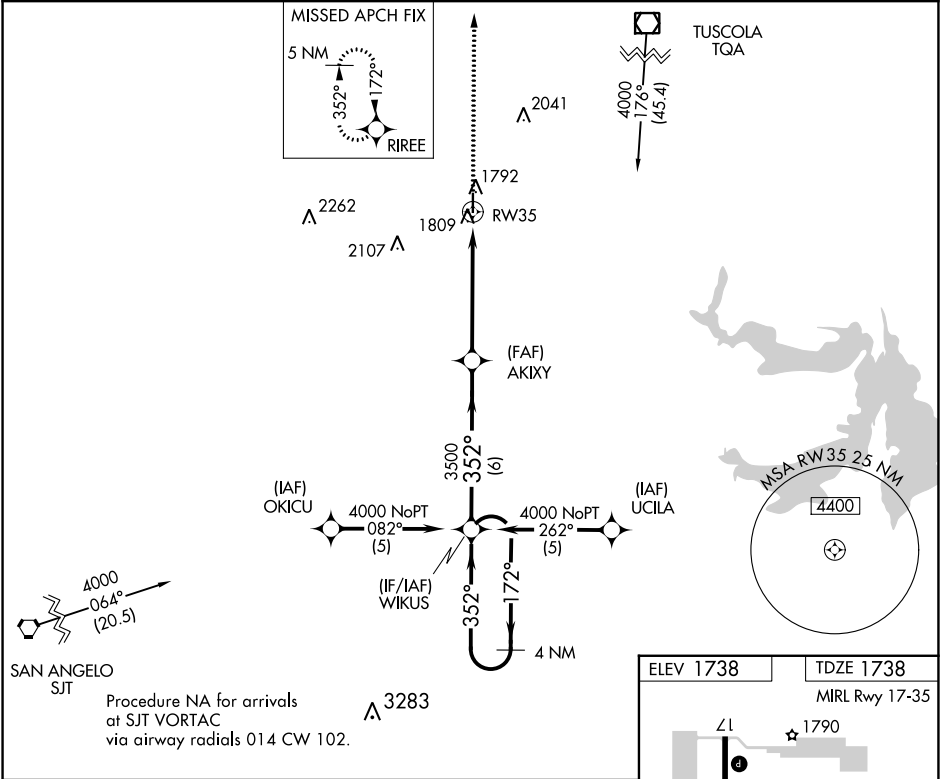 MISSED APCH FIX
5 NM
352°
172°
RIREE
TUSCOLA
TQA
4000
176°
(45.4)
2041
1792
2262
1809
RW35
2107
(FAF)
AKIXY
3500
352°
(6)
MSA RW35 25 NM
4400
(IAF)
OKICU
4000 NoPT
082°
(5)
4000 NoPT
262°
(5)
(IAF)
UCILA
(IF/IAF)
WIKUS
352°
172°
4 NM
4000
064°
(20.5)
SAN ANGELO
SJT
Procedure NA for arrivals
at SJT VORTAC
via airway radials 014 CW 102.
3283
ELEV 1738
TDZE 1738
MIRL Rwy 17-35
17
1790
P